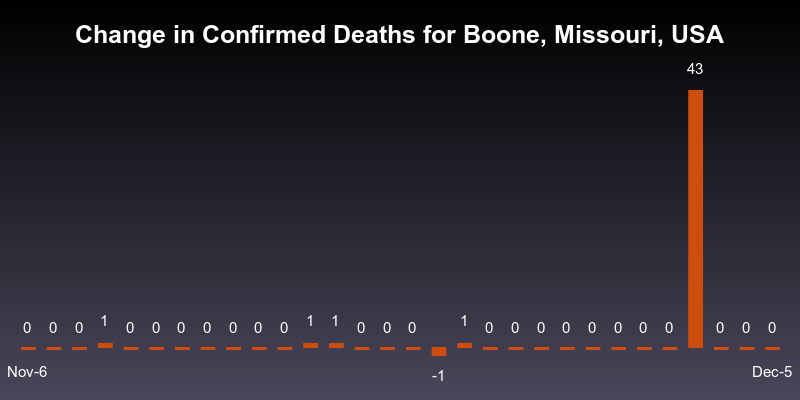 Change in Confirmed Deaths for Boone, Missouri, USA
43
0 0 0 1 0 0 0 0 0 0 0 1 1 0 0 0 1 0 0 0 0 0 0 0 0 0 0 0
Nov-6 -1 Dec-5